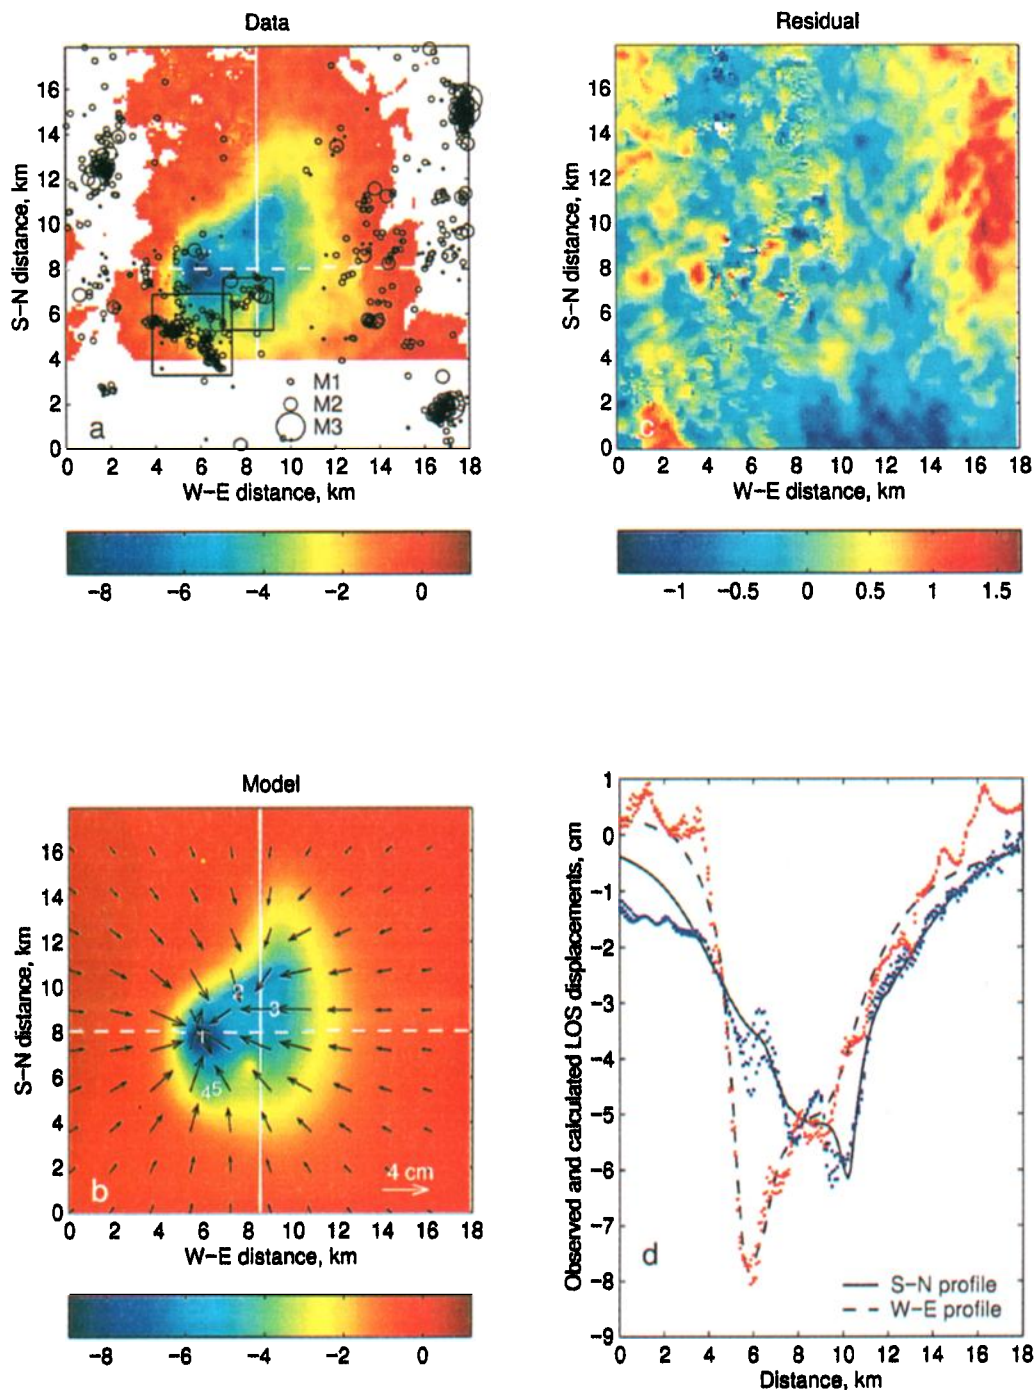 Data
S-N distance, km
16
14
12
10
8
6
4
2
0
a
M1
M2
M3
0 2 4 6 8 10 12 14 16 18
W-E distance, km
-8 -6 -4 -2 0
Residual
S-N distance, km
16
14
12
10
8
6
4
2
0
c
0 2 4 6 8 10 12 14 16 18
W-E distance, km
-1 -0.5 0 0.5 1 1.5
Model
S-N distance, km
16
14
12
10
8
6
4
2
0
2
3
1
45
b
4 cm
0 2 4 6 8 10 12 14 16 18
W-E distance, km
-8 -6 -4 -2 0
Observed and calculated LOS displacements, cm
1
0
-1
-2
-3
-4
-5
-6
-7
-8
-9
d
S-N profile
W-E profile
0 2 4 6 8 10 12 14 16 18
Distance, km